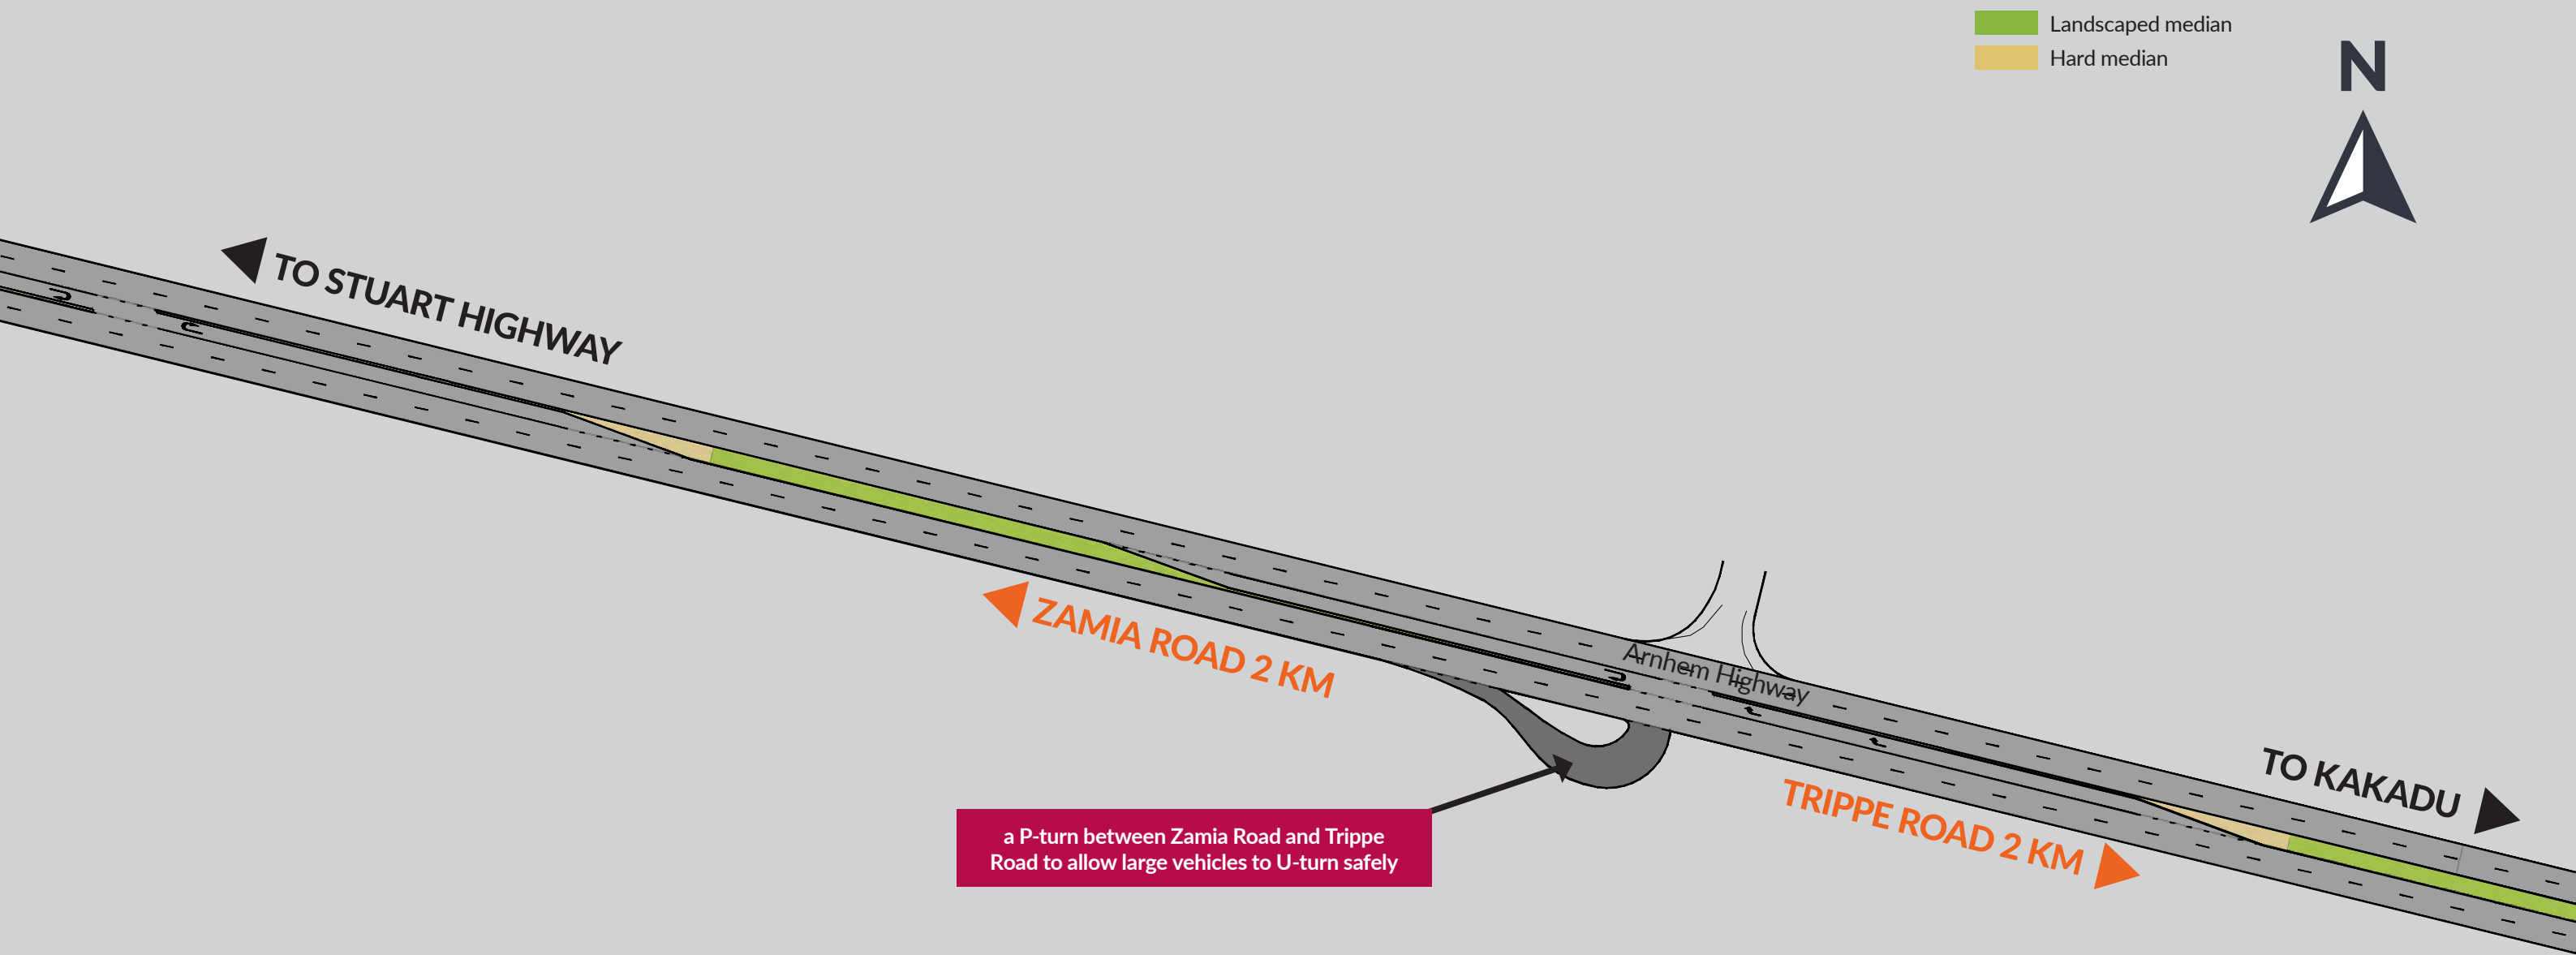 Landscaped median
Hard median
N
TO STUART HIGHWAY
ZAMIA ROAD 2 KM
Arnhem Highway
TO KAKADU
TRIPPE ROAD 2 KM
a P-turn between Zamia Road and Trippe
Road to allow large vehicles to U-turn safely